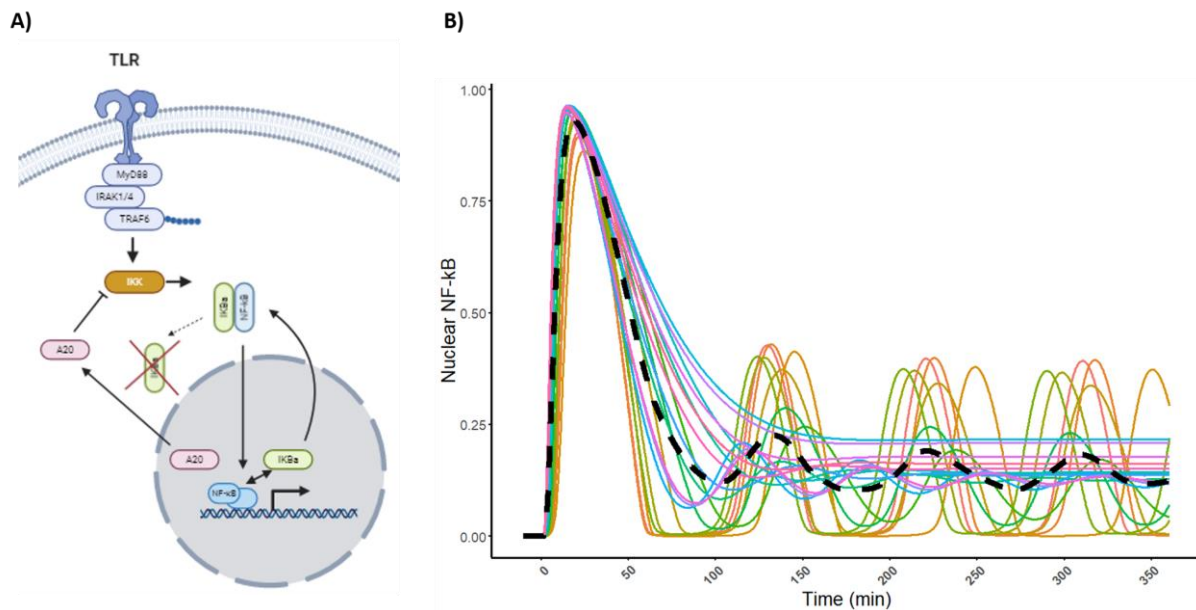 A)
TLR
MyD88
IRAK1/4
TRAF6
IKK
IKBa
NF-kB
A20
A20
IKBa
NF-kB
B)
Nuclear NF-kB
1.00
0.75
0.50
0.25
0.00
0
50
100
150
200
250
300
350
Time (min)